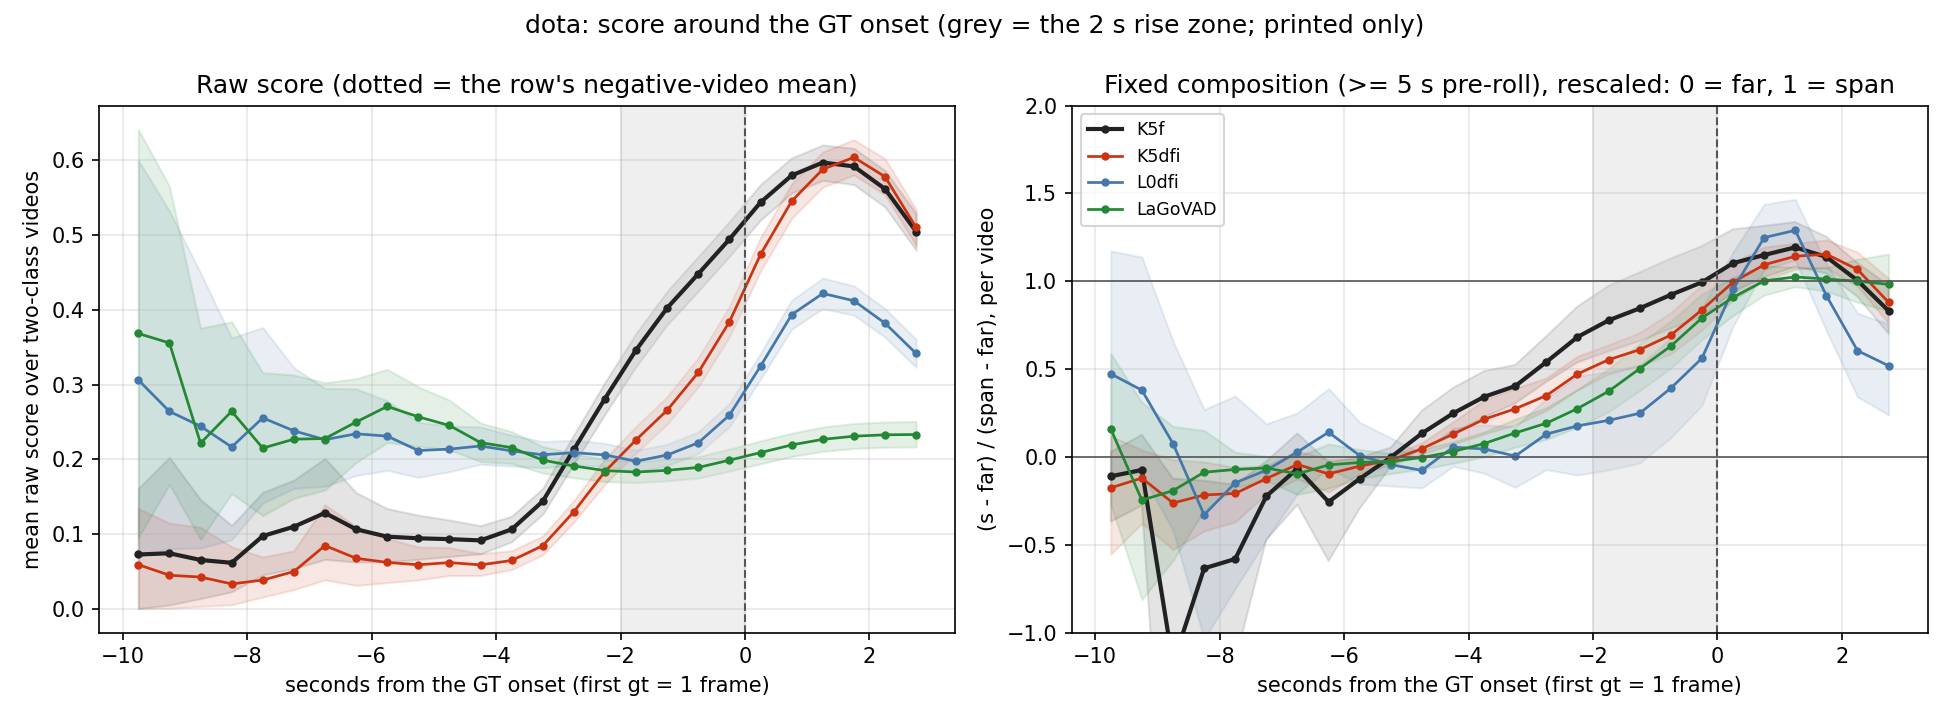 dota: score around the GT onset (grey = the 2 s rise zone; printed only)
Raw score (dotted = the row's negative-video mean)
mean raw score over two-class videos
0.6
0.5
0.4
0.3
0.2
0.1
0.0
−10
−8
−6
−4
−2
0
2
seconds from the GT onset (first gt = 1 frame)
Fixed composition (>= 5 s pre-roll), rescaled: 0 = far, 1 = span
(s - far) / (span - far), per video
2.0
1.5
1.0
0.5
0.0
−0.5
−1.0
K5f
K5dfi
L0dfi
LaGoVAD
−10
−8
−6
−4
−2
0
2
seconds from the GT onset (first gt = 1 frame)